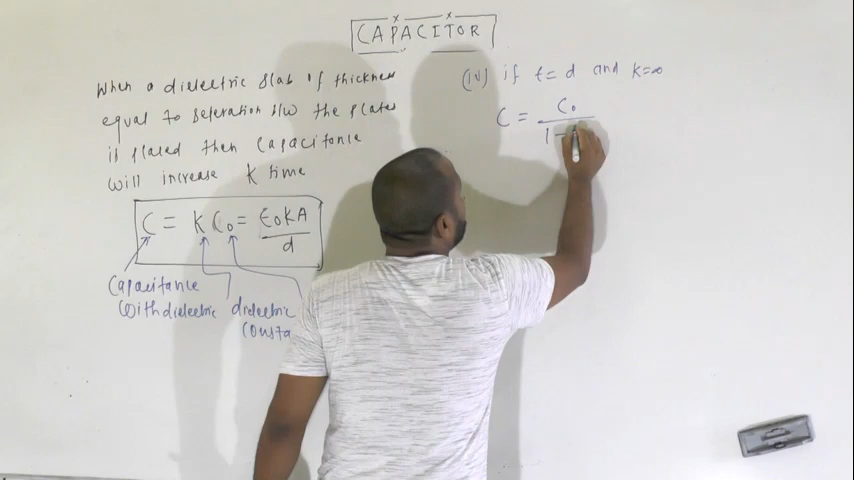 CAPACITOR
When a dielectric slab of thickness
equal to seperation b/w the plates
is placed then capacitance
will increase K time
C = K C₀ = ε₀KA / d
Capacitance
with dielectric
dielectric
Consta
(iv) if t = d and K=∞
C = C₀ / 1 -